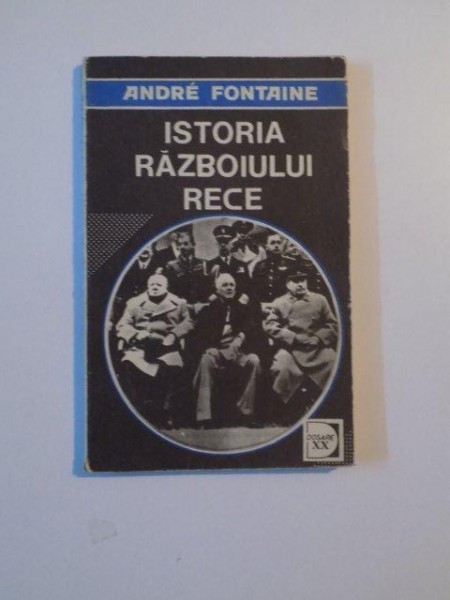 ANDRÉ FONTAINE
ISTORIA
RĂZBOIULUI
RECE
DOSARE
XX